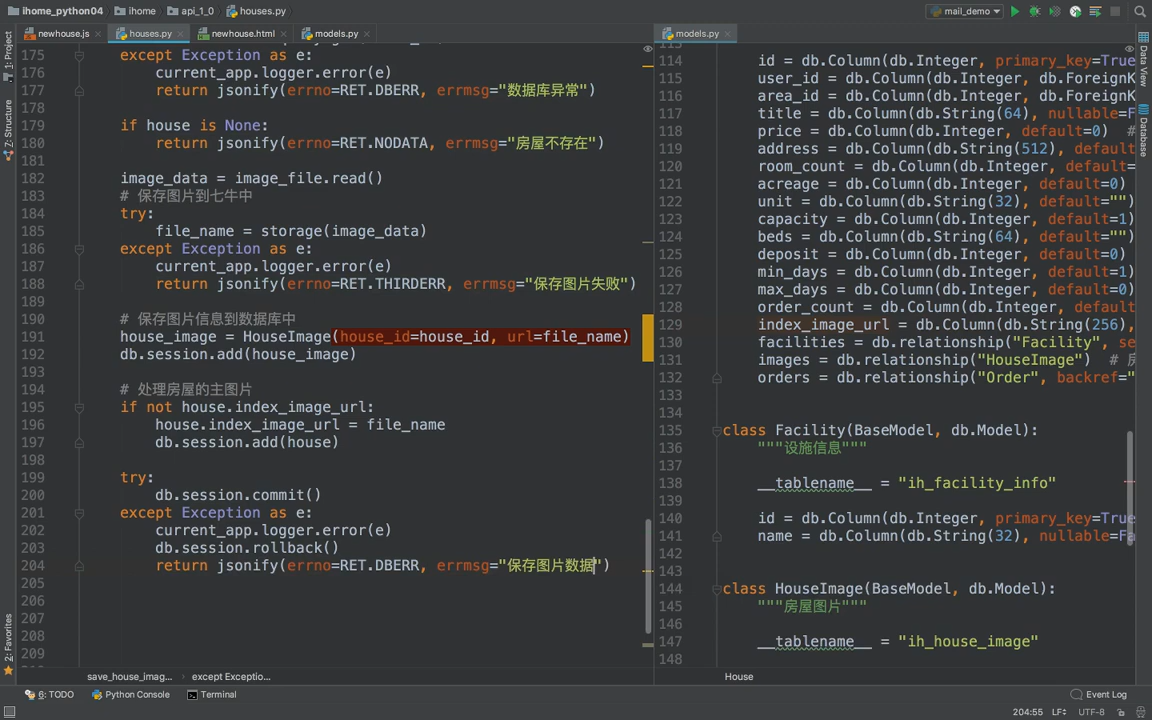 ihome_python04 ihome api_1_0 houses.py mail_demo
newhouse.js houses.py newhouse.html models.py models.py
1: Project
7: Structure
2: Favorites
Data View
Database
175 except Exception as e:
176 current_app.logger.error(e)
177 return jsonify(errno=RET.DBERR, errmsg="数据库异常")
178
179 if house is None:
180 return jsonify(errno=RET.NODATA, errmsg="房屋不存在")
181
182 image_data = image_file.read()
183 # 保存图片到七牛中
184 try:
185 file_name = storage(image_data)
186 except Exception as e:
187 current_app.logger.error(e)
188 return jsonify(errno=RET.THIRDERR, errmsg="保存图片失败")
189
190 # 保存图片信息到数据库中
191 house_image = HouseImage(house_id=house_id, url=file_name)
192 db.session.add(house_image)
193
194 # 处理房屋的主图片
195 if not house.index_image_url:
196 house.index_image_url = file_name
197 db.session.add(house)
198
199 try:
200 db.session.commit()
201 except Exception as e:
202 current_app.logger.error(e)
203 db.session.rollback()
204 return jsonify(errno=RET.DBERR, errmsg="保存图片数据")
205
206
207
208
209
114 id = db.Column(db.Integer, primary_key=True
115 user_id = db.Column(db.Integer, db.ForeignK
116 area_id = db.Column(db.Integer, db.ForeignK
117 title = db.Column(db.String(64), nullable=F
118 price = db.Column(db.Integer, default=0) #
119 address = db.Column(db.String(512), default
120 room_count = db.Column(db.Integer, default=
121 acreage = db.Column(db.Integer, default=0)
122 unit = db.Column(db.String(32), default="")
123 capacity = db.Column(db.Integer, default=1)
124 beds = db.Column(db.String(64), default="")
125 deposit = db.Column(db.Integer, default=0)
126 min_days = db.Column(db.Integer, default=1)
127 max_days = db.Column(db.Integer, default=0)
128 order_count = db.Column(db.Integer, default
129 index_image_url = db.Column(db.String(256),
130 facilities = db.relationship("Facility", se
131 images = db.relationship("HouseImage") # 房
132 orders = db.relationship("Order", backref="
133
134
135 class Facility(BaseModel, db.Model):
136 """设施信息"""
137
138 __tablename__ = "ih_facility_info"
139
140 id = db.Column(db.Integer, primary_key=True
141 name = db.Column(db.String(32), nullable=Fa
142
143
144 class HouseImage(BaseModel, db.Model):
145 """房屋图片"""
146
147 __tablename__ = "ih_house_image"
148
save_house_imag... › except Exceptio... House
6: TODO Python Console Terminal Event Log
204:55 LF÷ UTF-8